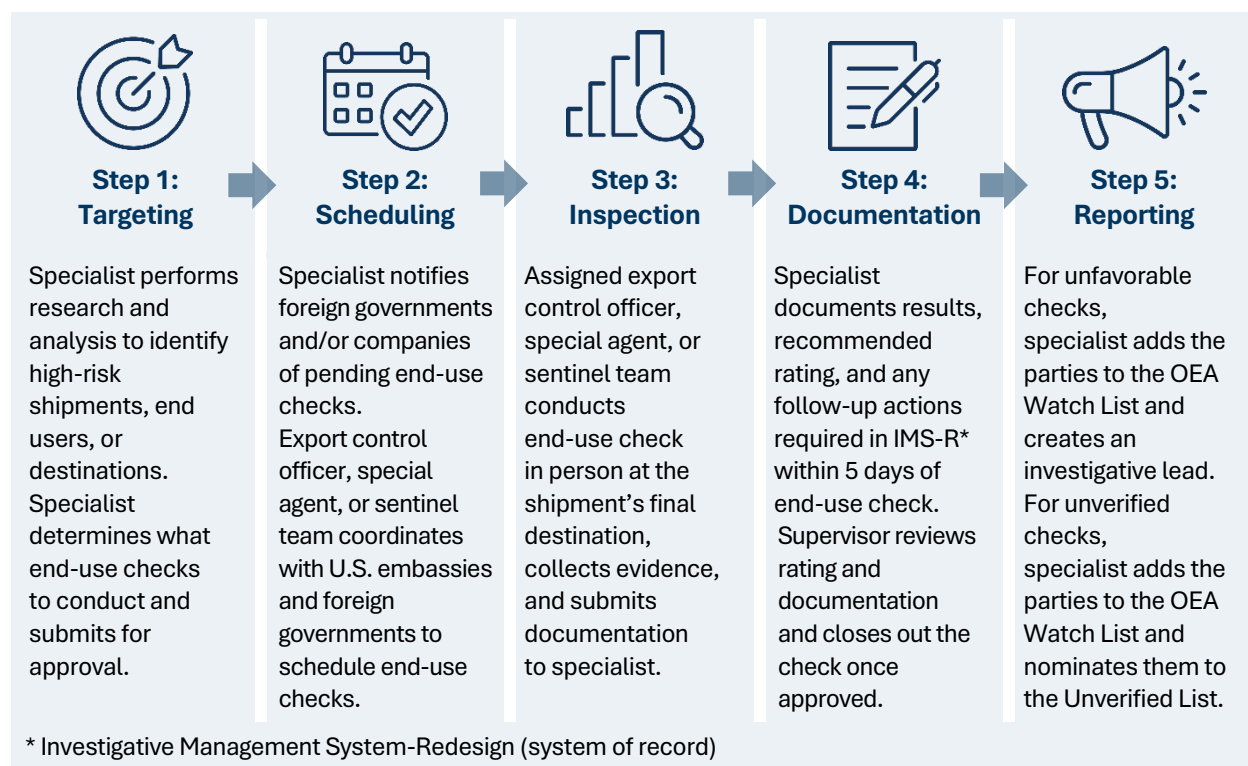 Step 1:
Targeting
Specialist performs
research and
analysis to identify
high-risk
shipments, end
users, or
destinations.
Specialist
determines what
end-use checks
to conduct and
submits for
approval.
Step 2:
Scheduling
Specialist notifies
foreign governments
and/or companies
of pending end-use
checks.
Export control
officer, special
agent, or sentinel
team coordinates
with U.S. embassies
and foreign
governments to
schedule end-use
checks.
Step 3:
Inspection
Assigned export
control officer,
special agent, or
sentinel team
conducts
end-use check
in person at the
shipment’s final
destination,
collects evidence,
and submits
documentation
to specialist.
Step 4:
Documentation
Specialist
documents results,
recommended
rating, and any
follow-up actions
required in IMS-R*
within 5 days of
end-use check.
Supervisor reviews
rating and
documentation
and closes out the
check once
approved.
Step 5:
Reporting
For unfavorable
checks,
specialist adds the
parties to the OEA
Watch List and
creates an
investigative lead.
For unverified
checks,
specialist adds the
parties to the OEA
Watch List and
nominates them to
the Unverified List.
* Investigative Management System-Redesign (system of record)